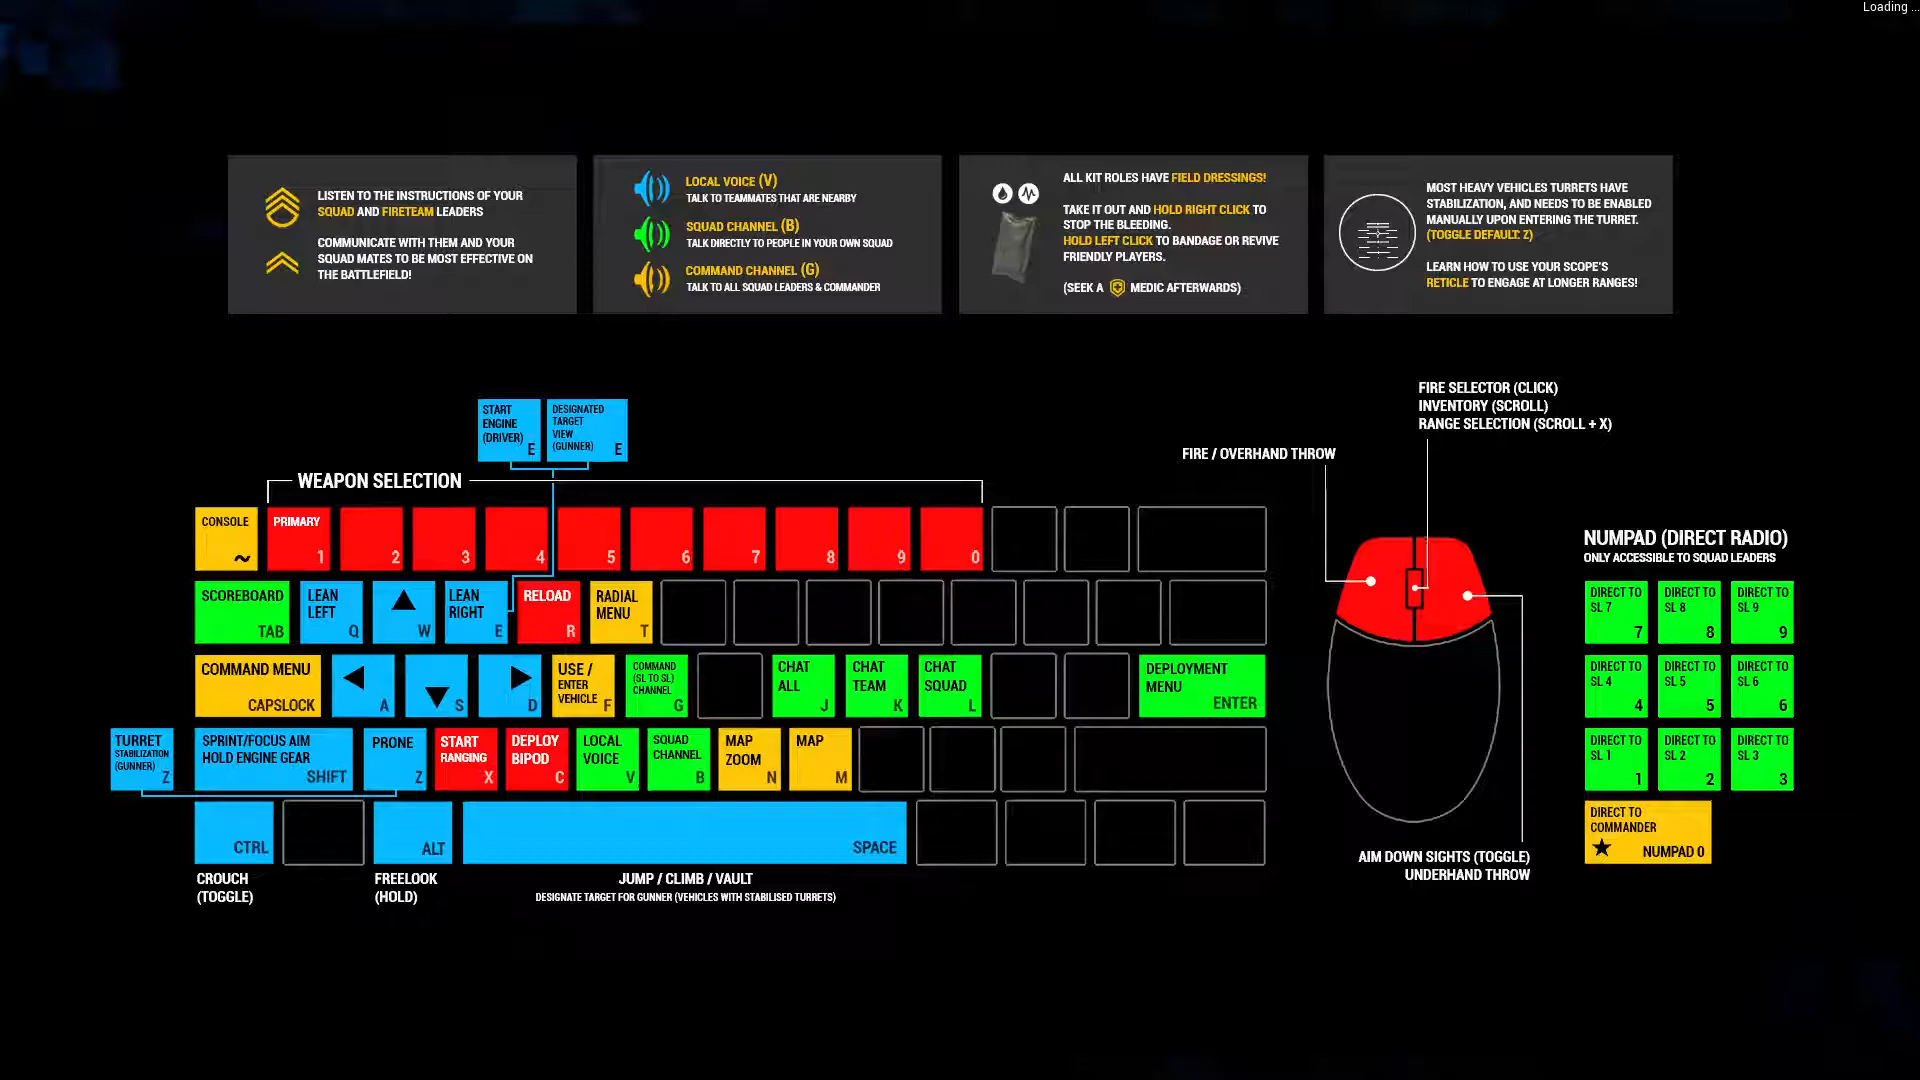 Loading ...
LISTEN TO THE INSTRUCTIONS OF YOUR
SQUAD AND FIRETEAM LEADERS
COMMUNICATE WITH THEM AND YOUR
SQUAD MATES TO BE MOST EFFECTIVE ON
THE BATTLEFIELD!
LOCAL VOICE (V)
TALK TO TEAMMATES THAT ARE NEARBY
SQUAD CHANNEL (B)
TALK DIRECTLY TO PEOPLE IN YOUR OWN SQUAD
COMMAND CHANNEL (G)
TALK TO ALL SQUAD LEADERS & COMMANDER
ALL KIT ROLES HAVE FIELD DRESSINGS!
TAKE IT OUT AND HOLD RIGHT CLICK TO
STOP THE BLEEDING.
HOLD LEFT CLICK TO BANDAGE OR REVIVE
FRIENDLY PLAYERS.
(SEEK A MEDIC AFTERWARDS)
MOST HEAVY VEHICLES TURRETS HAVE
STABILIZATION, AND NEEDS TO BE ENABLED
MANUALLY UPON ENTERING THE TURRET.
(TOGGLE DEFAULT: Z)
LEARN HOW TO USE YOUR SCOPE'S
RETICLE TO ENGAGE AT LONGER RANGES!
START
ENGINE
(DRIVER)
E
DESIGNATED
TARGET
VIEW
(GUNNER)
E
WEAPON SELECTION
CONSOLE
~
PRIMARY
1
2
3
4
5
6
7
8
9
0
SCOREBOARD
TAB
LEAN
LEFT
Q
W
LEAN
RIGHT
E
RELOAD
R
RADIAL
MENU
T
COMMAND MENU
CAPSLOCK
A
S
D
USE /
ENTER
VEHICLE
F
COMMAND
(SL TO SL)
CHANNEL
G
CHAT
ALL
J
CHAT
TEAM
K
CHAT
SQUAD
L
DEPLOYMENT
MENU
ENTER
TURRET
STABILIZATION
(GUNNER)
Z
SPRINT/FOCUS AIM
HOLD ENGINE GEAR
SHIFT
PRONE
Z
START
RANGING
X
DEPLOY
BIPOD
C
LOCAL
VOICE
V
SQUAD
CHANNEL
B
MAP
ZOOM
N
MAP
M
CTRL
ALT
SPACE
CROUCH
(TOGGLE)
FREELOOK
(HOLD)
JUMP / CLIMB / VAULT
DESIGNATE TARGET FOR GUNNER (VEHICLES WITH STABILISED TURRETS)
FIRE SELECTOR (CLICK)
INVENTORY (SCROLL)
RANGE SELECTION (SCROLL + X)
FIRE / OVERHAND THROW
AIM DOWN SIGHTS (TOGGLE)
UNDERHAND THROW
NUMPAD (DIRECT RADIO)
ONLY ACCESSIBLE TO SQUAD LEADERS
DIRECT TO
SL 7
7
DIRECT TO
SL 8
8
DIRECT TO
SL 9
9
DIRECT TO
SL 4
4
DIRECT TO
SL 5
5
DIRECT TO
SL 6
6
DIRECT TO
SL 1
1
DIRECT TO
SL 2
2
DIRECT TO
SL 3
3
DIRECT TO
COMMANDER
NUMPAD 0